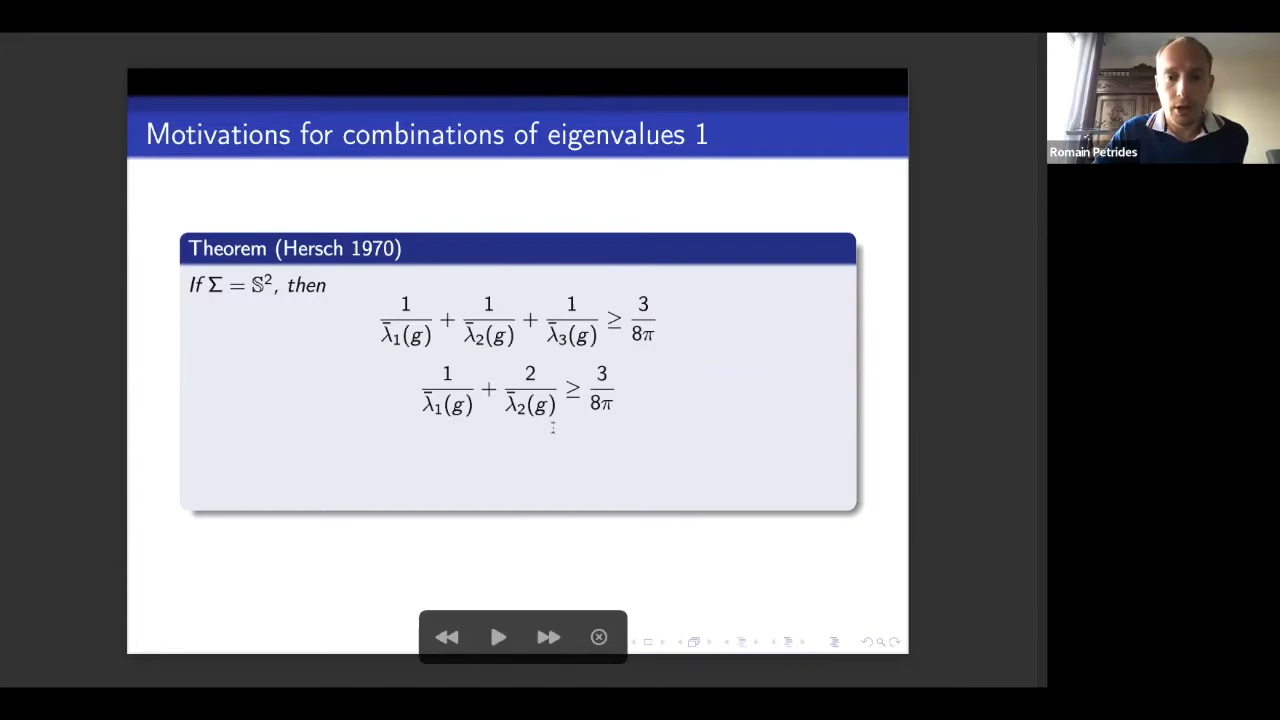 Motivations for combinations of eigenvalues 1
Romain Petrides
Theorem (Hersch 1970)
If Σ = 𝕊², then
1/λ̄₁(g) + 1/λ̄₂(g) + 1/λ̄₃(g) ≥ 3/8π
1/λ̄₁(g) + 2/λ̄₂(g) ≥ 3/8π